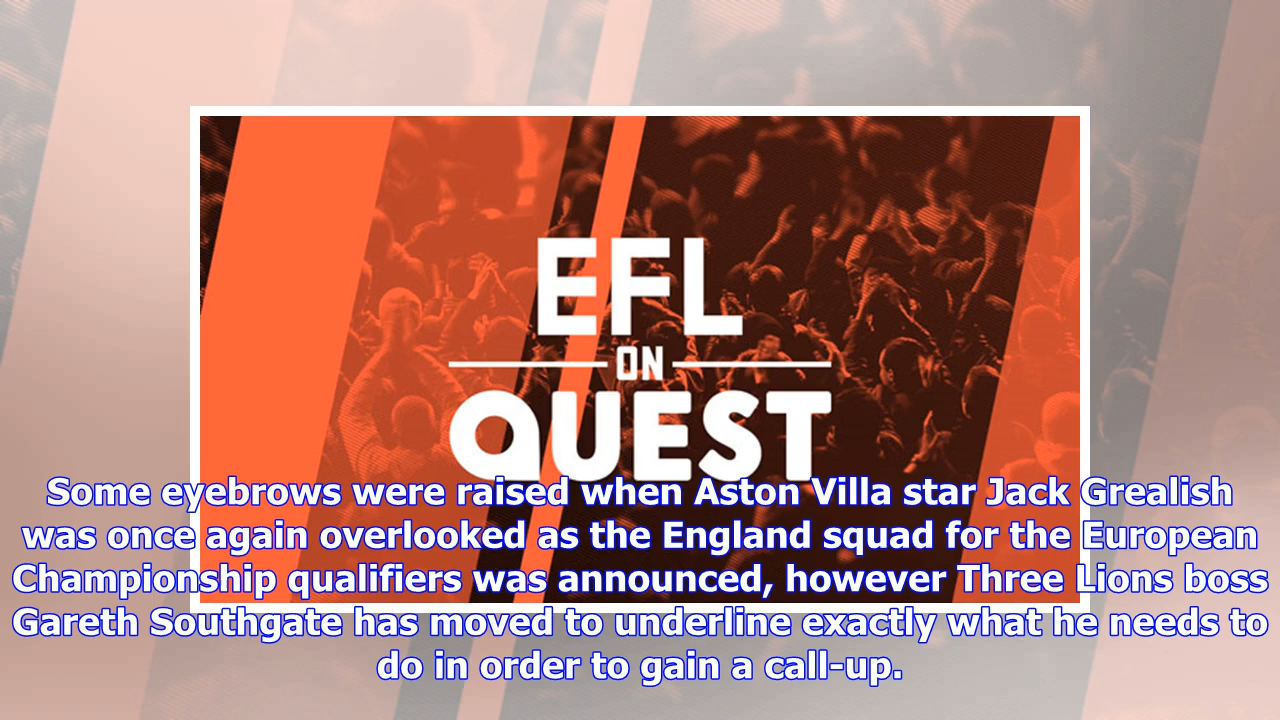 EFL
ON
QUEST
Some eyebrows were raised when Aston Villa star Jack Grealish
was once again overlooked as the England squad for the European
Championship qualifiers was announced, however Three Lions boss
Gareth Southgate has moved to underline exactly what he needs to
do in order to gain a call-up.